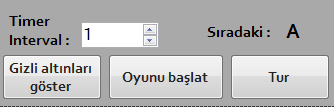 Timer
Interval : 1 Sıradaki : A
Gizli altınları
göster
Oyunu başlat
Tur